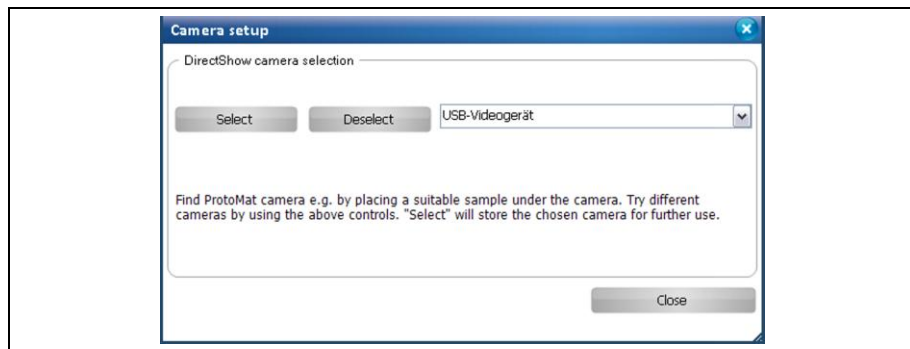 Camera setup
DirectShow camera selection
Select Deselect USB-Videogerät
Find ProtoMat camera e.g. by placing a suitable sample under the camera. Try different
cameras by using the above controls. "Select" will store the chosen camera for further use.
Close